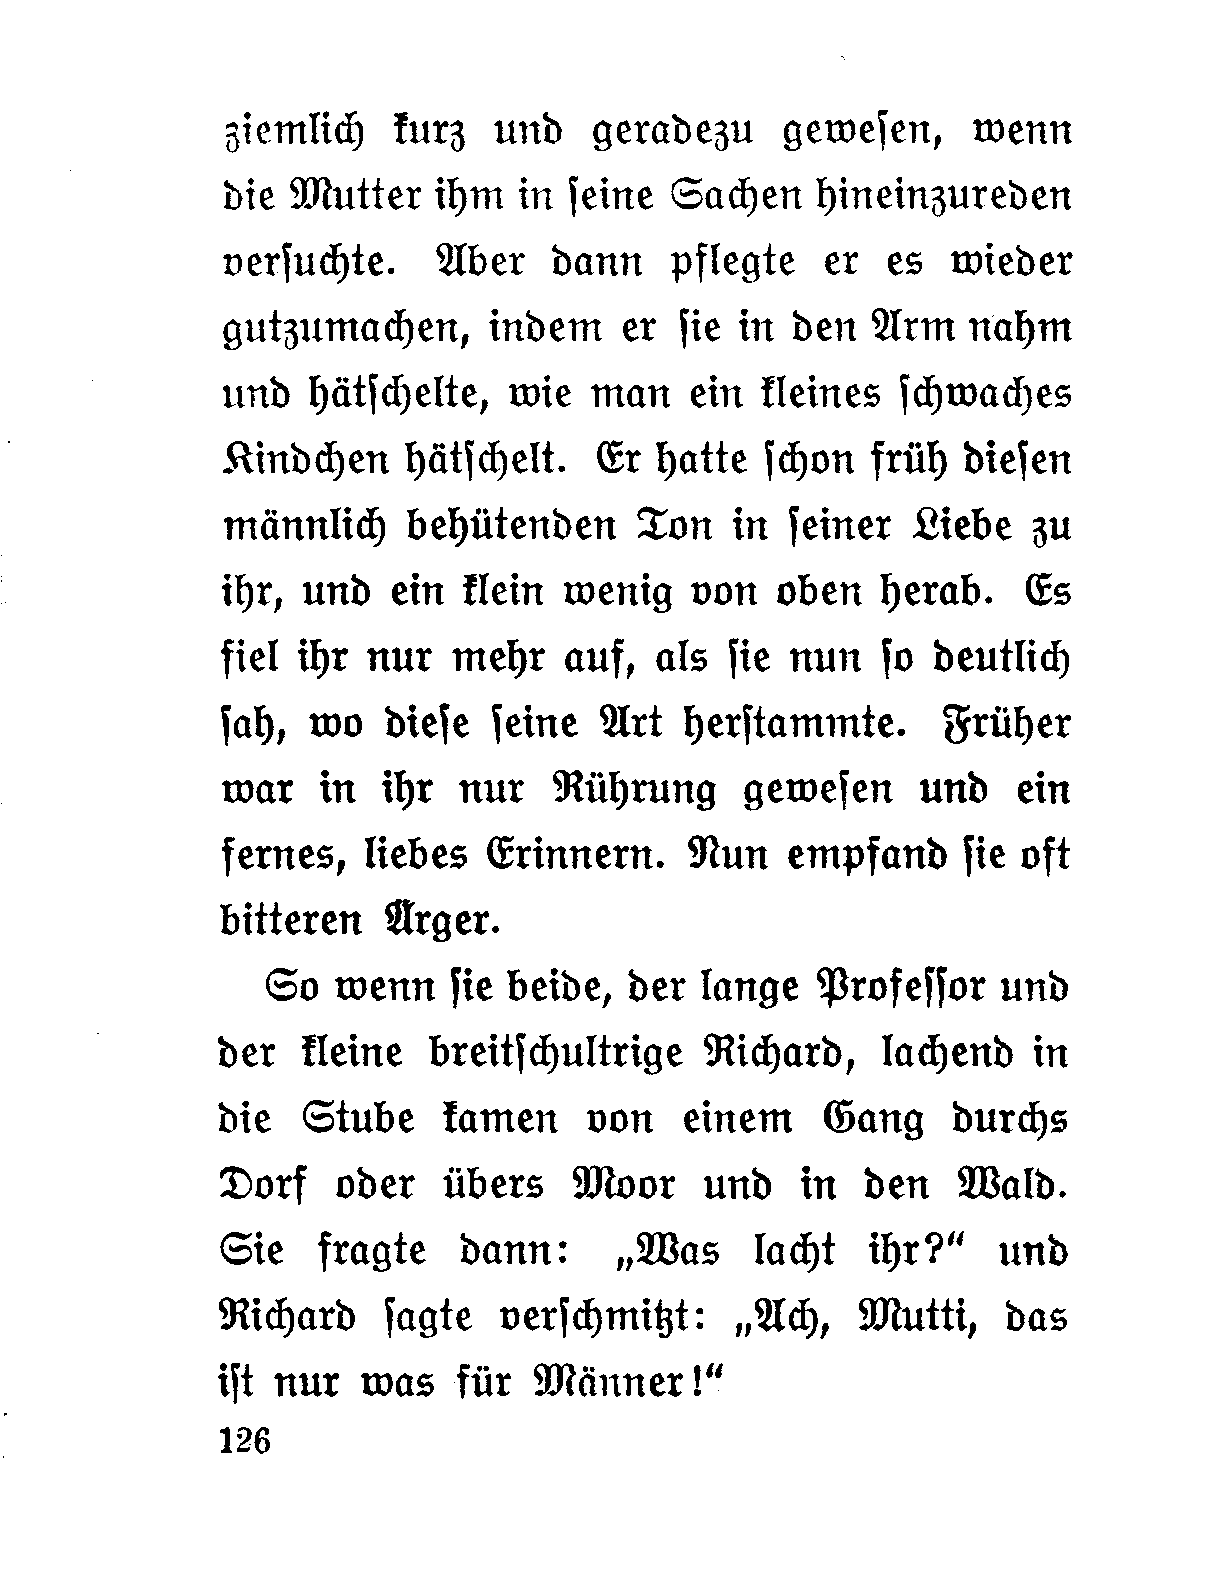 ziemlich kurz und geradezu geweſen, wenn
die Mutter ihm in ſeine Sachen hineinzureden
verſuchte. Aber dann pflegte er es wieder
gutzumachen, indem er ſie in den Arm nahm
und hätſchelte, wie man ein kleines ſchwaches
Kindchen hätſchelt. Er hatte ſchon früh dieſen
männlich behütenden Ton in ſeiner Liebe zu
ihr, und ein klein wenig von oben herab. Es
fiel ihr nur mehr auf, als ſie nun ſo deutlich
ſah, wo dieſe ſeine Art herſtammte. Früher
war in ihr nur Rührung geweſen und ein
fernes, liebes Erinnern. Nun empfand ſie oft
bitteren Ärger.
So wenn ſie beide, der lange Profeſſor und
der kleine breitſchultrige Richard, lachend in
die Stube kamen von einem Gang durchs
Dorf oder übers Moor und in den Wald.
Sie fragte dann: „Was lacht ihr?“ und
Richard ſagte verſchmitzt: „Ach, Mutti, das
iſt nur was für Männer!“
126